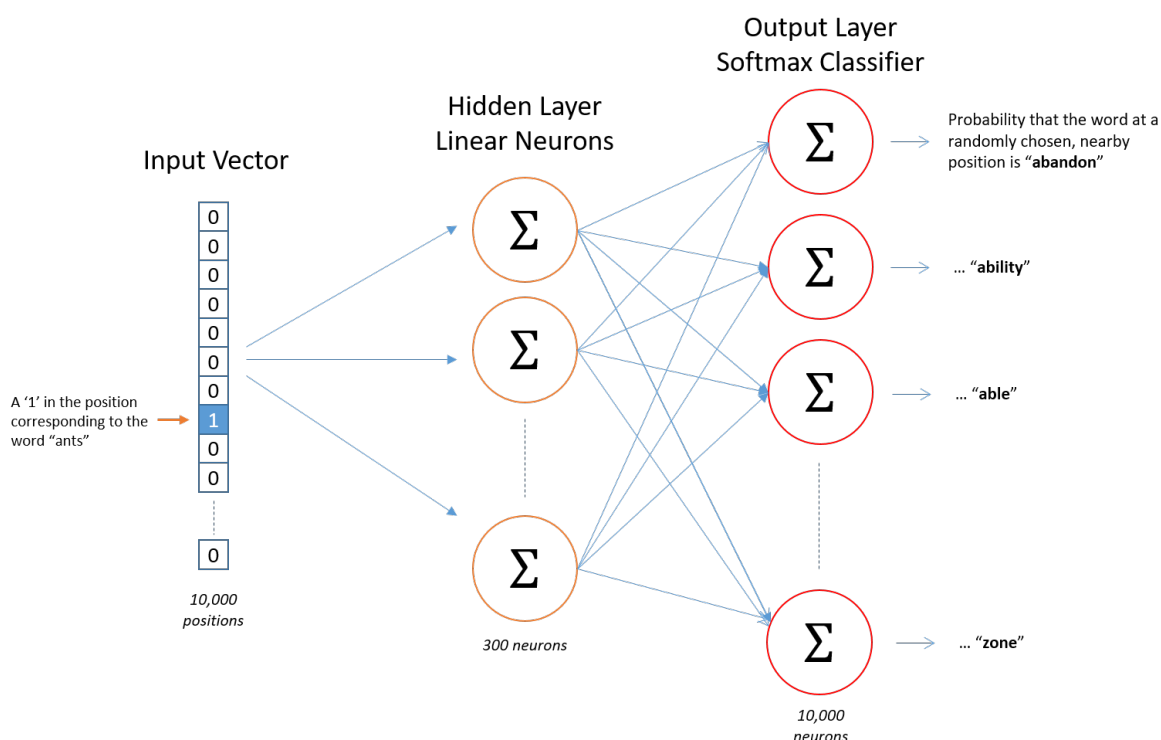 Output Layer
Softmax Classifier
Hidden Layer
Linear Neurons
Input Vector
0
0
0
0
0
0
0
1
0
0
0
A ‘1’ in the position
corresponding to the
word “ants”
10,000
positions
Σ
Σ
Σ
300 neurons
Σ
Probability that the word at a
randomly chosen, nearby
position is “abandon”
Σ
... “ability”
Σ
... “able”
Σ
... “zone”
10,000
neurons